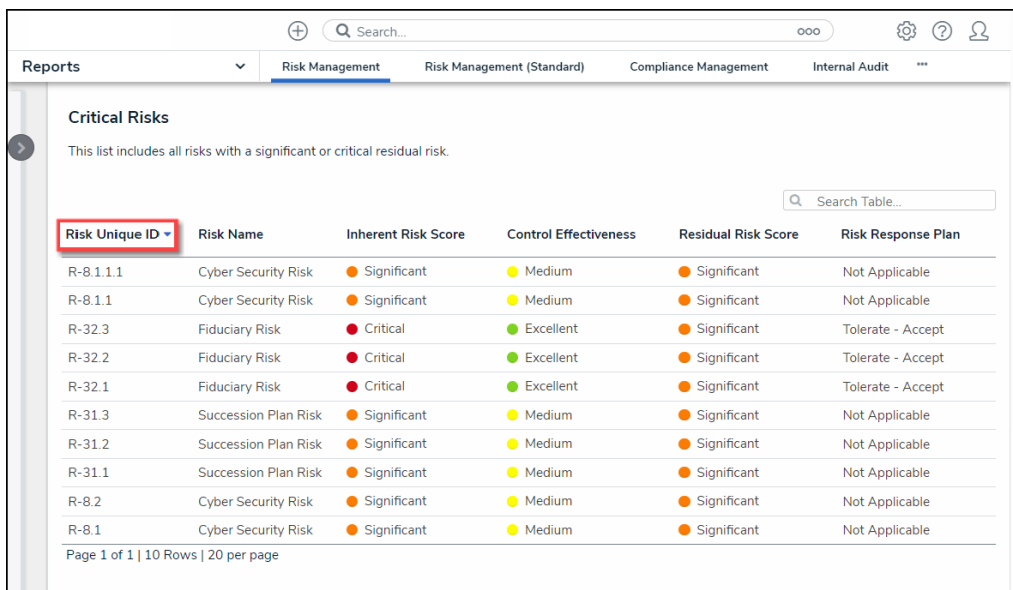 Search... ooo
Reports Risk Management Risk Management (Standard) Compliance Management Internal Audit ...
Critical Risks
This list includes all risks with a significant or critical residual risk.
Search Table...
Risk Unique ID Risk Name Inherent Risk Score Control Effectiveness Residual Risk Score Risk Response Plan
R-8.1.1.1 Cyber Security Risk Significant Medium Significant Not Applicable
R-8.1.1 Cyber Security Risk Significant Medium Significant Not Applicable
R-32.3 Fiduciary Risk Critical Excellent Significant Tolerate - Accept
R-32.2 Fiduciary Risk Critical Excellent Significant Tolerate - Accept
R-32.1 Fiduciary Risk Critical Excellent Significant Tolerate - Accept
R-31.3 Succession Plan Risk Significant Medium Significant Not Applicable
R-31.2 Succession Plan Risk Significant Medium Significant Not Applicable
R-31.1 Succession Plan Risk Significant Medium Significant Not Applicable
R-8.2 Cyber Security Risk Significant Medium Significant Not Applicable
R-8.1 Cyber Security Risk Significant Medium Significant Not Applicable
Page 1 of 1 | 10 Rows | 20 per page